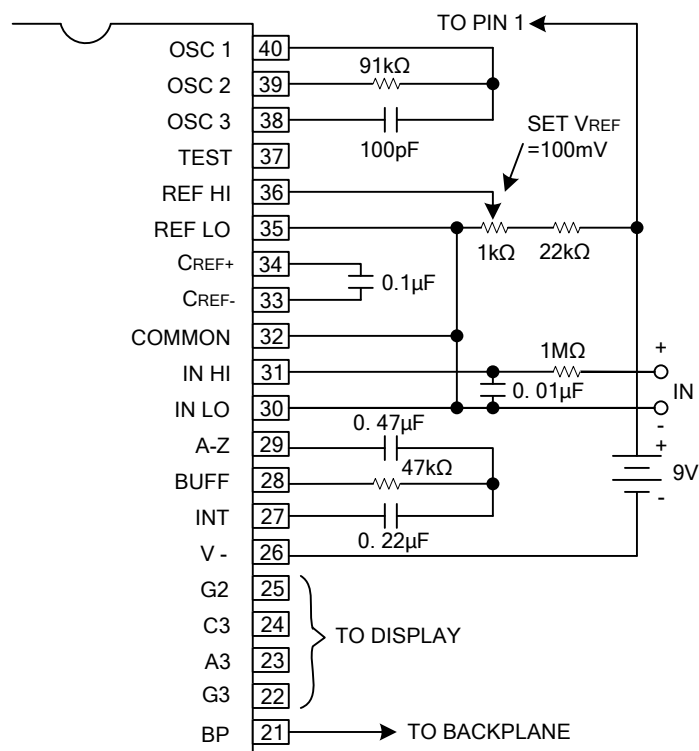 TO PIN 1
OSC 1 40
91kΩ
OSC 2 39
OSC 3 38
100pF
SET VREF
=100mV
TEST 37
REF HI 36
REF LO 35
1kΩ 22kΩ
CREF+ 34
0.1µF
CREF- 33
COMMON 32
1MΩ
+
IN HI 31
0. 01µF
IN
IN LO 30
-
0. 47µF
A-Z 29
+
47kΩ
BUFF 28
9V
-
INT 27
0. 22µF
V - 26
G2 25
C3 24
TO DISPLAY
A3 23
G3 22
BP 21
TO BACKPLANE